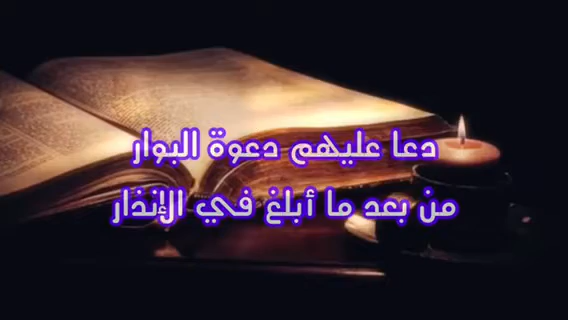 دعا عليهم دعوة البوار
من بعد ما أبلغ في الإنذار